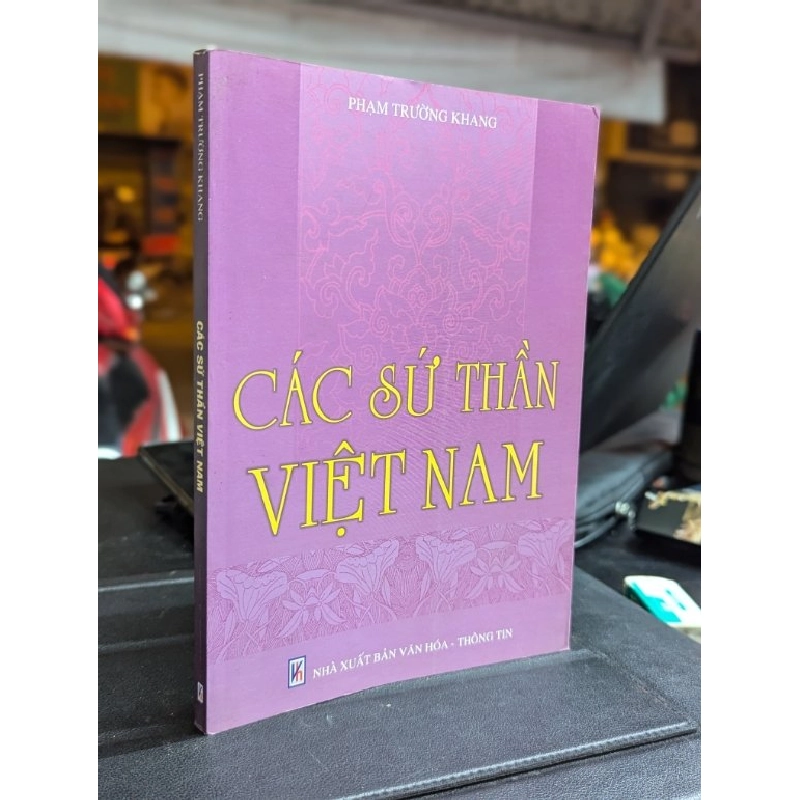 PHẠM TRƯỜNG KHANG
CÁC SỨ THẦN
VIỆT NAM
NHÀ XUẤT BẢN VĂN HÓA - THÔNG TIN
PHẠM TRƯỜNG KHANG
CÁC SỨ THẦN VIỆT NAM